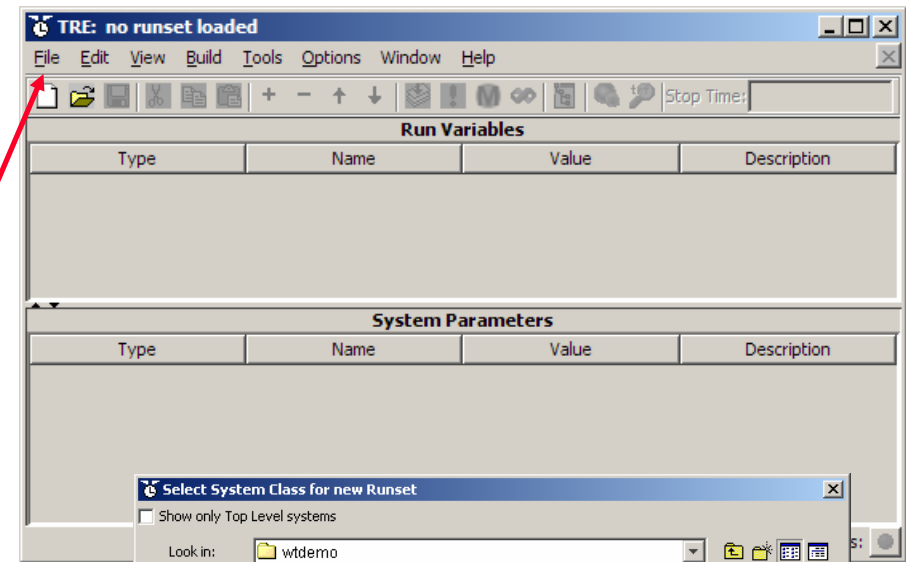 TRE: no runset loaded
File Edit View Build Tools Options Window Help
Stop Time:
Run Variables
Type Name Value Description
System Parameters
Type Name Value Description
Select System Class for new Runset
Show only Top Level systems
Look in: wtdemo
s: